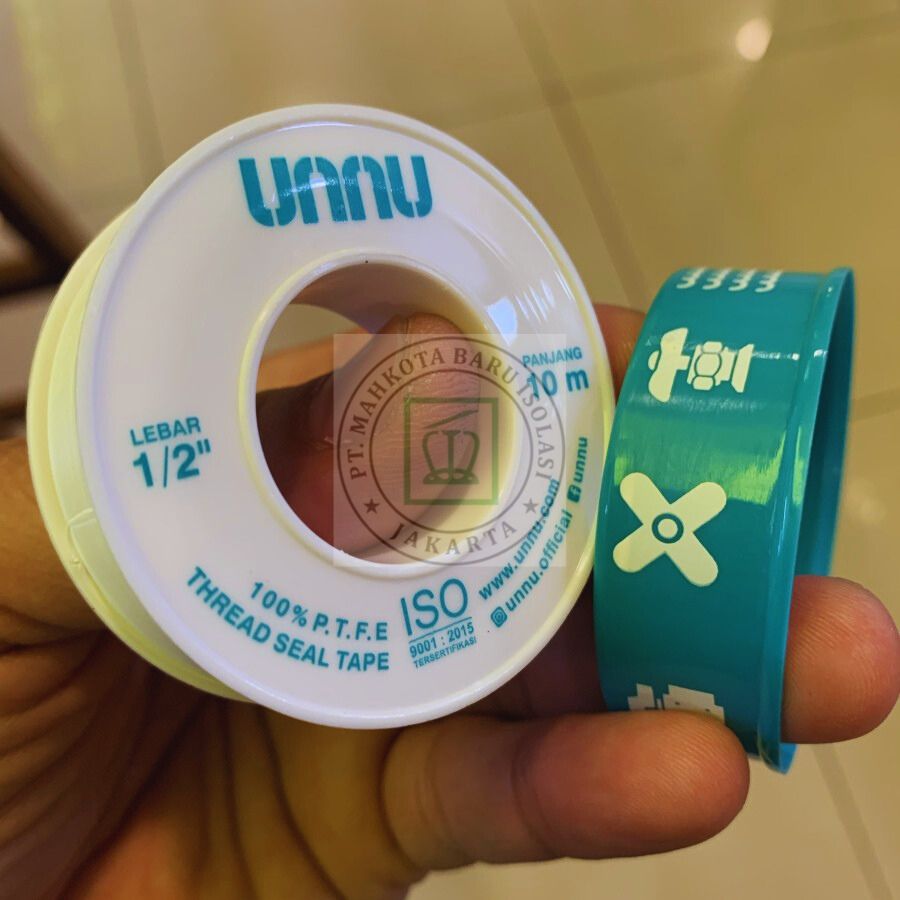 UNNU
LEBAR
1/2"
PANJANG
10 m
100% P.T.F.E
THREAD SEAL TAPE
ISO
9001 : 2015
TERSERTIFIKASI
www.unnu.com
unnu.official
unnu
PT. MAHKOTA BARU ISOLASI
★ JAKARTA ★